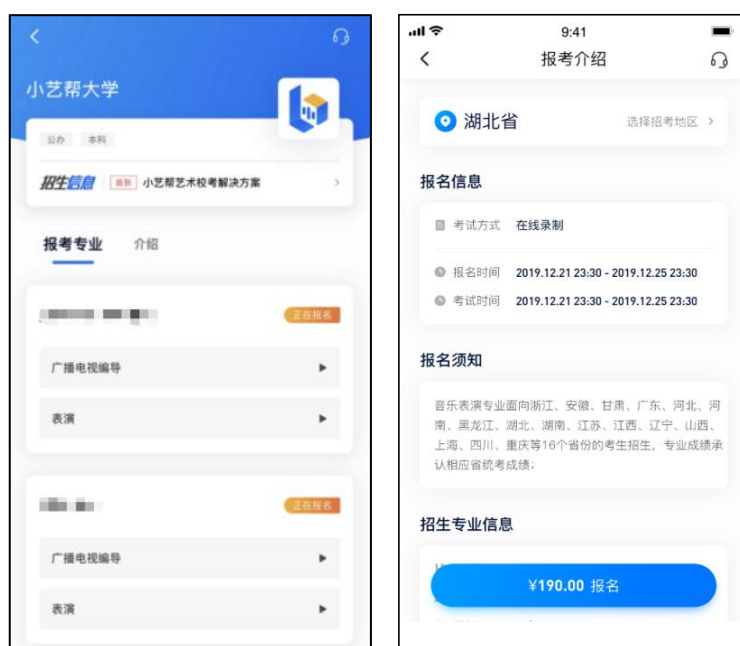 小艺帮大学
公办 本科
招生信息 最新 小艺帮艺术校考解决方案
报考专业 介绍
正在报名
广播电视编导
表演
正在报名
广播电视编导
表演
9:41
报考介绍
湖北省 选择招考地区
报名信息
考试方式 在线录制
报名时间 2019.12.21 23:30 - 2019.12.25 23:30
考试时间 2019.12.21 23:30 - 2019.12.25 23:30
报名须知
音乐表演专业面向浙江、安徽、甘肃、广东、河北、河
南、黑龙江、湖北、湖南、江苏、江西、辽宁、山西、
上海、四川、重庆等16个省份的考生招生，专业成绩承
认相应省统考成绩；
招生专业信息
¥190.00 报名